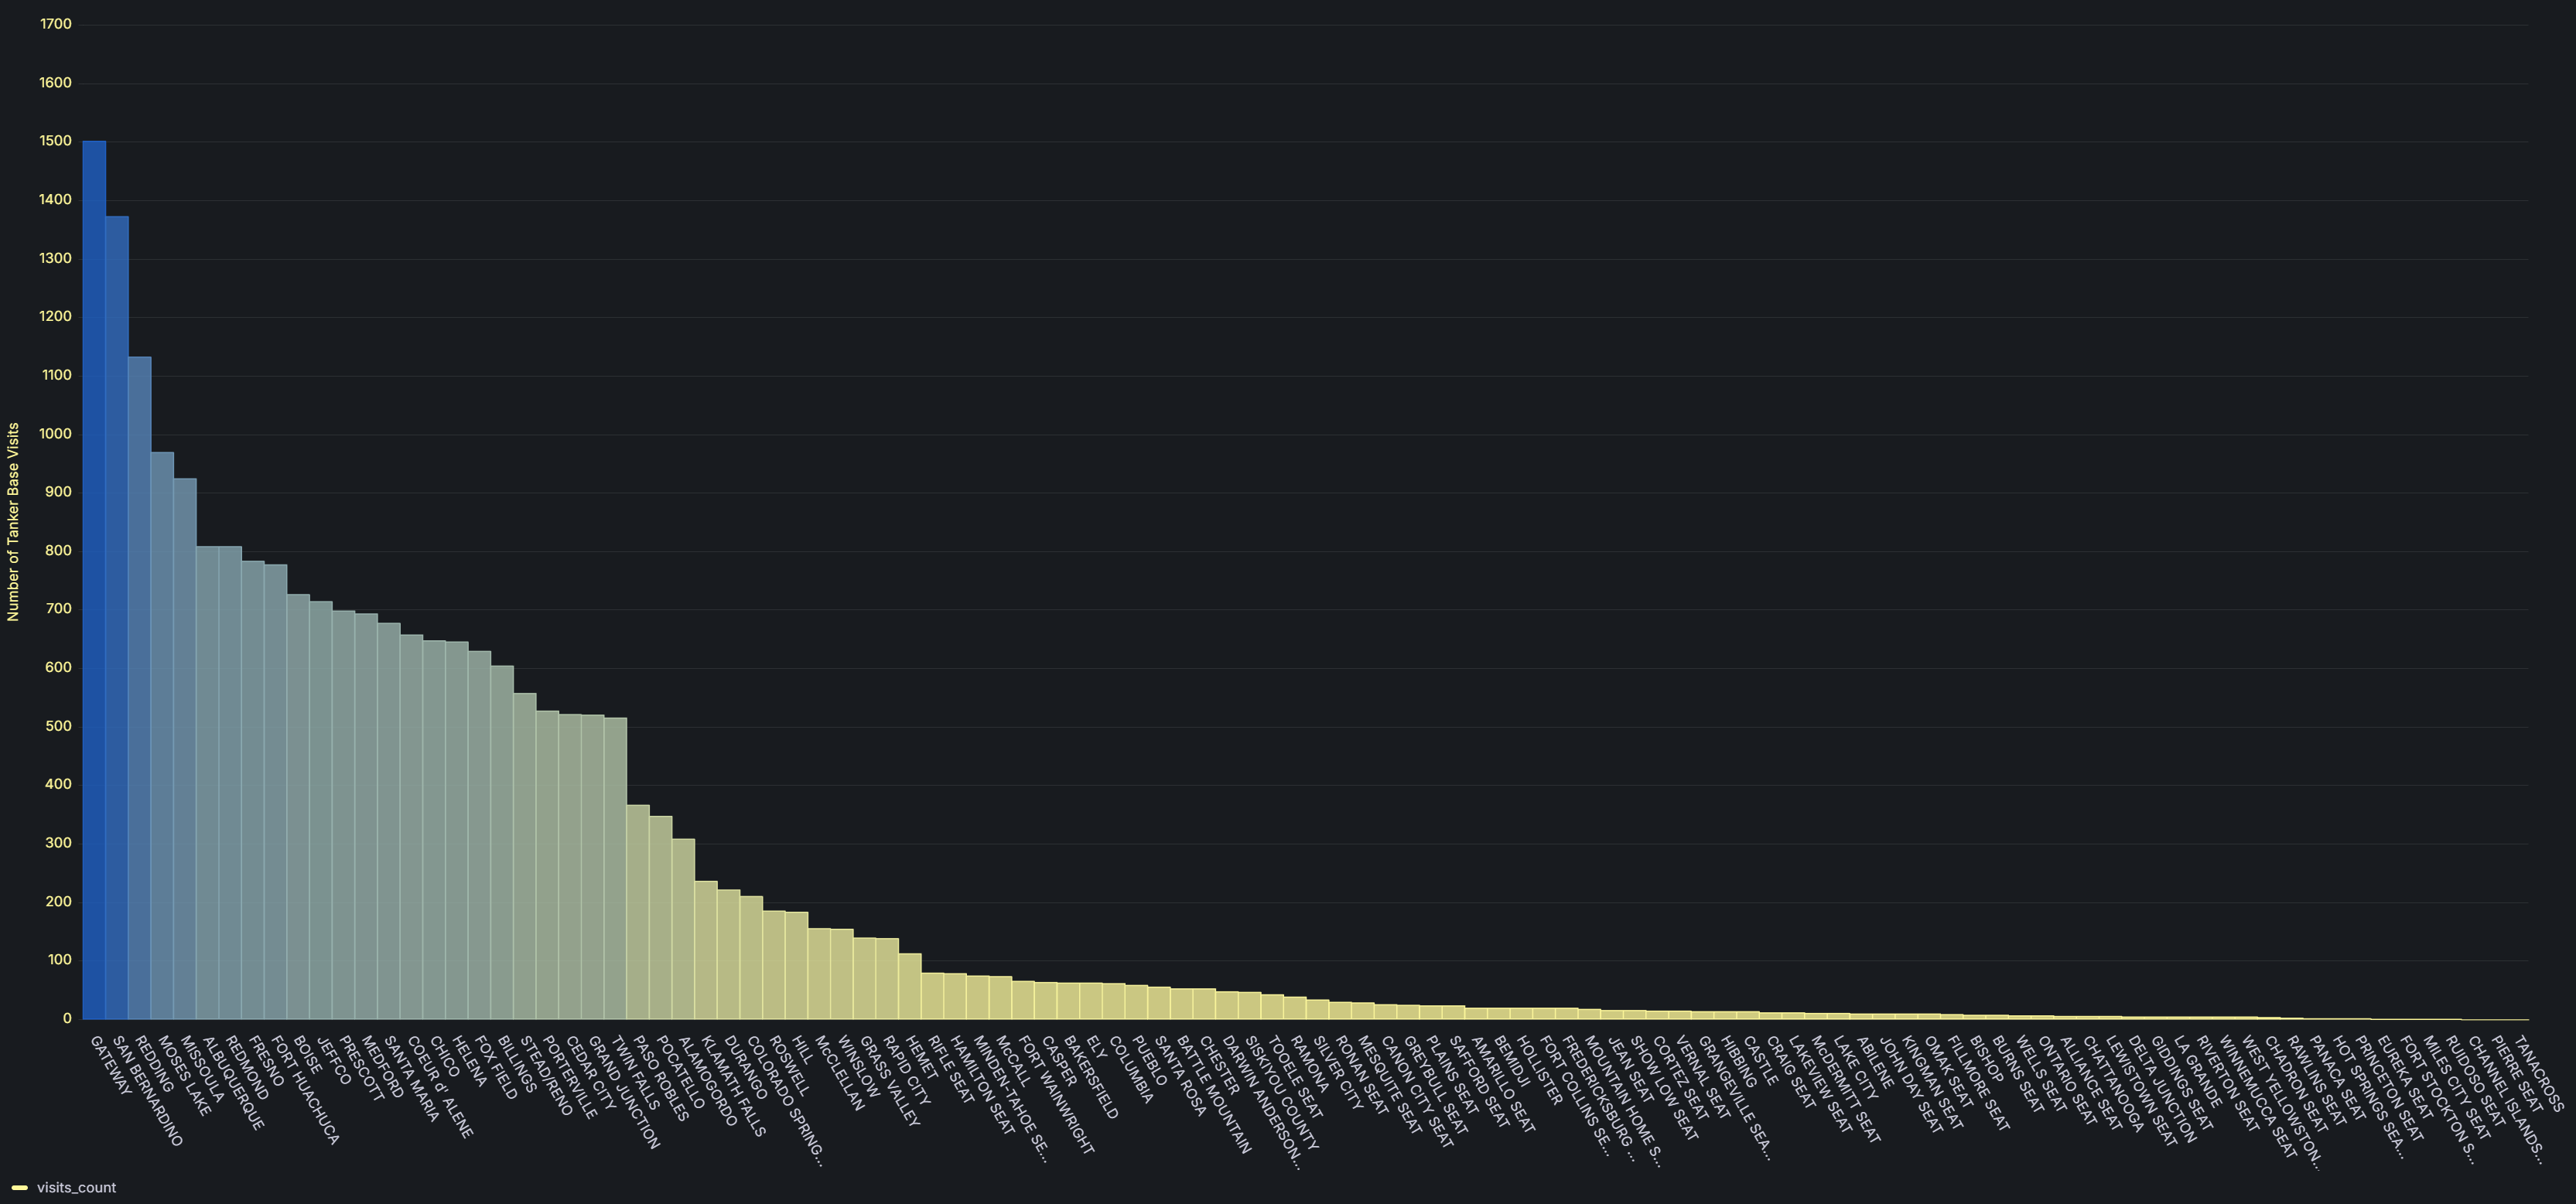 1700
1600
1500
1400
1300
1200
1100
1000
900
800
700
600
500
400
300
200
100
0
Number of Tanker Base Visits
GATEWAY
SAN BERNARDINO
REDDING
MOSES LAKE
MISSOULA
ALBUQUERQUE
REDMOND
FRESNO
FORT HUACHUCA
BOISE
JEFFCO
PRESCOTT
MEDFORD
SANTA MARIA
COEUR d' ALENE
CHICO
HELENA
FOX FIELD
BILLINGS
STEAD/RENO
PORTERVILLE
CEDAR CITY
GRAND JUNCTION
TWIN FALLS
PASO ROBLES
POCATELLO
ALAMOGORDO
KLAMATH FALLS
DURANGO
COLORADO SPRING...
ROSWELL
HILL
McCLELLAN
WINSLOW
GRASS VALLEY
RAPID CITY
HEMET
RIFLE SEAT
HAMILTON SEAT
MINDEN-TAHOE SE...
McCALL
FORT WAINWRIGHT
CASPER
BAKERSFIELD
ELY
COLUMBIA
PUEBLO
SANTA ROSA
BATTLE MOUNTAIN
CHESTER
DARWIN ANDERSON...
SISKIYOU COUNTY
TOOELE SEAT
RAMONA
SILVER CITY
RONAN SEAT
MESQUITE SEAT
CANON CITY SEAT
GREYBULL SEAT
PLAINS SEAT
SAFFORD SEAT
AMARILLO SEAT
BEMIDJI
HOLLISTER
FORT COLLINS SE...
FREDERICKSBURG ...
MOUNTAIN HOME S...
JEAN SEAT
SHOW LOW SEAT
CORTEZ SEAT
VERNAL SEAT
GRANGEVILLE SEA...
HIBBING
CASTLE
CRAIG SEAT
LAKEVIEW SEAT
McDERMITT SEAT
LAKE CITY
ABILENE
JOHN DAY SEAT
KINGMAN SEAT
OMAK SEAT
FILLMORE SEAT
BISHOP
BURNS SEAT
WELLS SEAT
ONTARIO SEAT
ALLIANCE SEAT
CHATTANOOGA
LEWISTOWN SEAT
DELTA JUNCTION
GIDDINGS SEAT
LA GRANDE
RIVERTON SEAT
WINNEMUCCA SEAT
WEST YELLOWSTON...
CHADRON SEAT
RAWLINS SEAT
PANACA SEAT
HOT SPRINGS SEA...
PRINCETON SEAT
EUREKA SEAT
FORT STOCKTON S...
MILES CITY SEAT
RUIDOSO SEAT
CHANNEL ISLANDS...
PIERRE SEAT
TANACROSS
visits_count